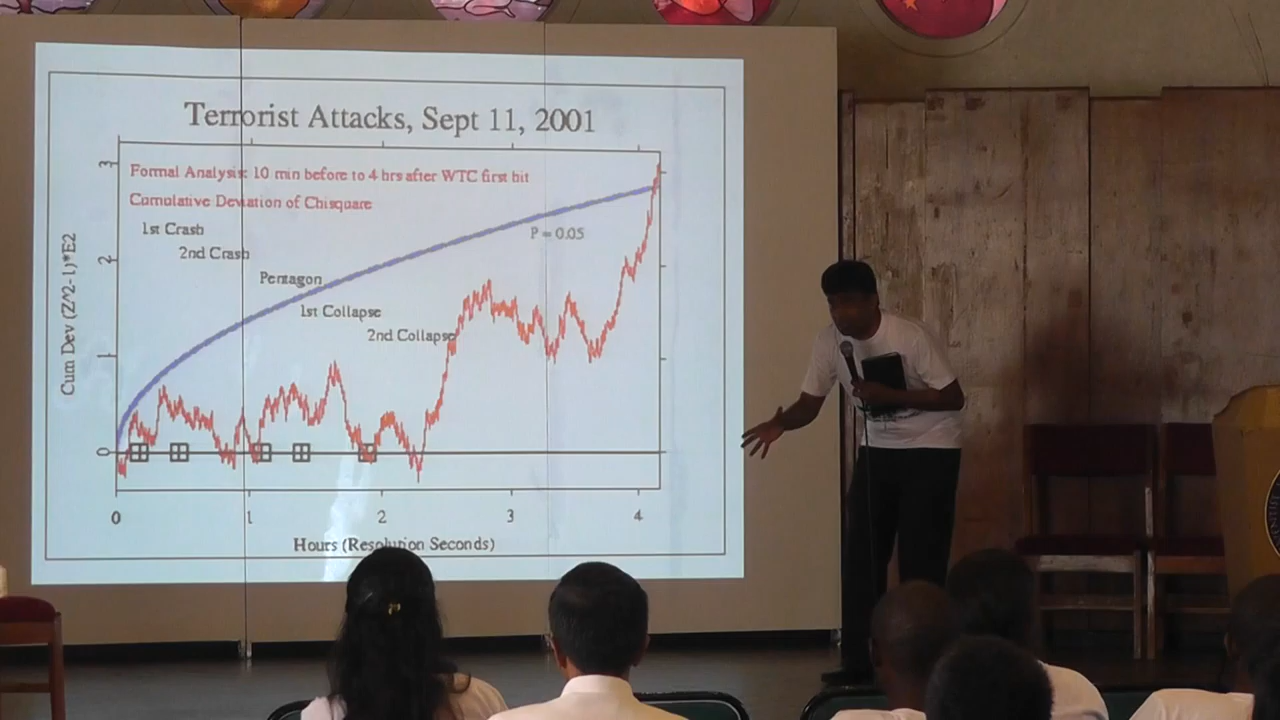 Terrorist Attacks, Sept 11, 2001
Formal Analysis: 10 min before to 4 hrs after WTC first hit
Cumulative Deviation of Chisquare
1st Crash
2nd Crash
P = 0.05
Pentagon
1st Collapse
2nd Collapse
Cum Dev (Z^2-1)*E2
3
2
1
0
0 1 2 3 4
Hours (Resolution Seconds)